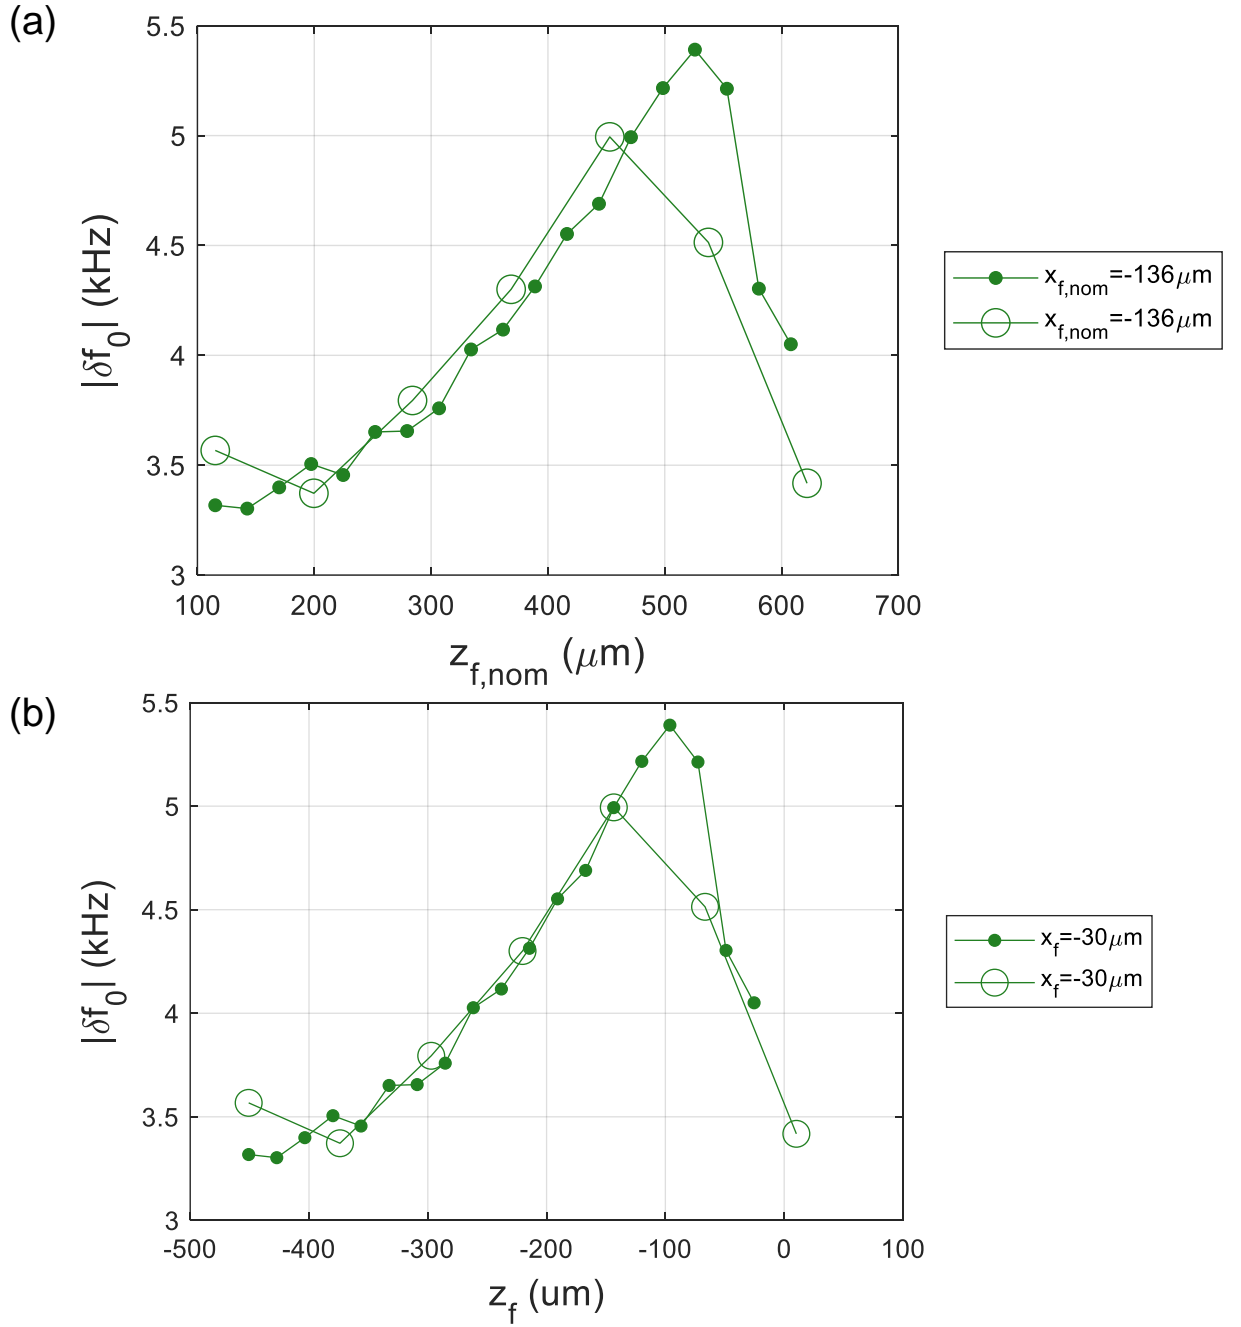 (a)
5.5
5
4.5
4
3.5
3
|δf0| (kHz)
100 200 300 400 500 600 700
zf,nom (μm)
xf,nom=-136μm
xf,nom=-136μm
(b)
5.5
5
4.5
4
3.5
3
|δf0| (kHz)
-500 -400 -300 -200 -100 0 100
zf (um)
xf=-30μm
xf=-30μm